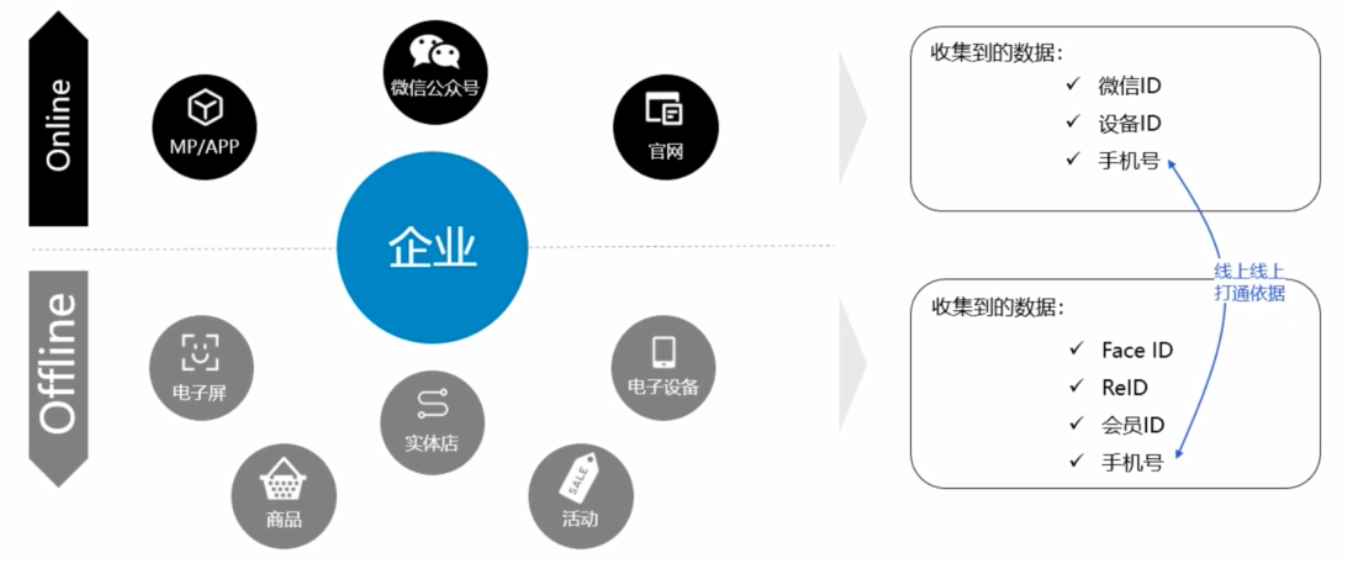 Online
微信公众号
MP/APP
官网
企业
Offline
电子屏
电子设备
实体店
商品
SALE
活动
收集到的数据：
✓ 微信ID
✓ 设备ID
✓ 手机号
线上线上
打通依据
收集到的数据：
✓ Face ID
✓ ReID
✓ 会员ID
✓ 手机号